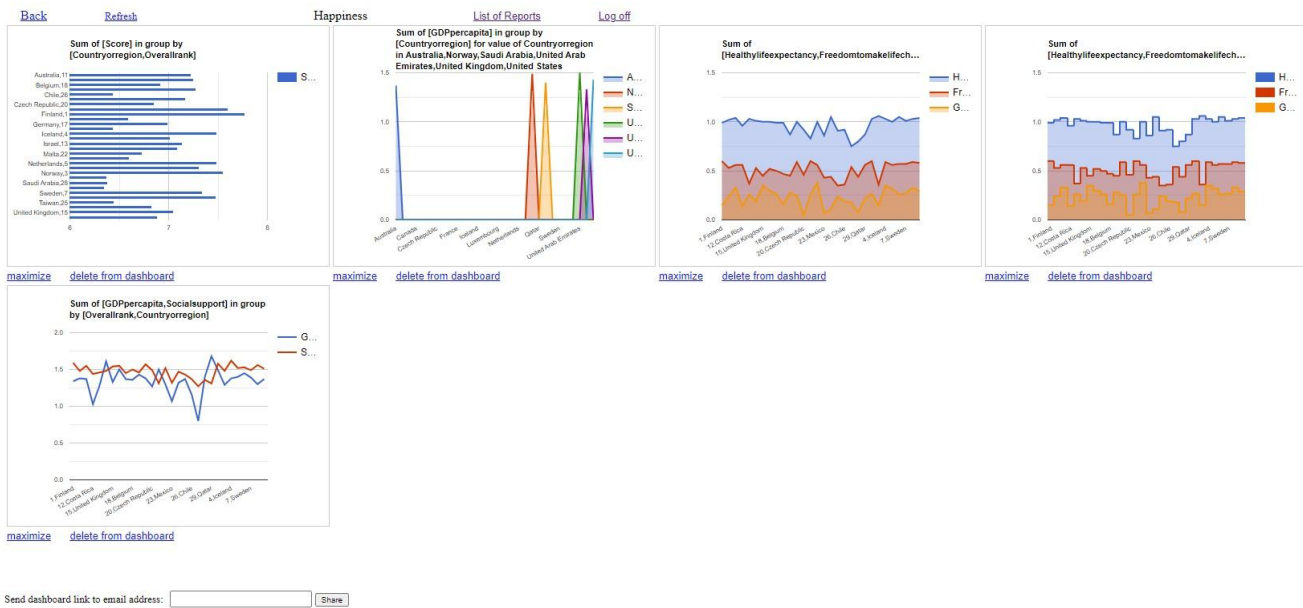 Back Refresh Happiness List of Reports Log off
Sum of [Score] in group by
[Countryorregion,Overallrank]
Australia,11
Belgium,18
Chile,26
Czech Republic,20
Finland,1
Germany,17
Iceland,4
Israel,13
Malta,22
Netherlands,5
Norway,3
Saudi Arabia,28
Sweden,7
Taiwan,25
United Kingdom,15
6 7 8
S...
maximize delete from dashboard
Sum of [GDPpercapita] in group by
[Countryorregion] for value of Countryorregion
in Australia,Norway,Saudi Arabia,United Arab
Emirates,United Kingdom,United States
1.5
1.0
0.5
0.0
Australia
Canada
Czech Republic
France
Iceland
Luxembourg
Netherlands
Qatar
Sweden
United Arab Emirates
A...
N...
S...
U...
U...
U...
maximize delete from dashboard
Sum of
[Healthylifeexpectancy,Freedomtomakelifech...
1.5
1.0
0.5
0.0
1,Finland
12,Costa Rica
15,United Kingdom
18,Belgium
20,Czech Republic
23,Mexico
26,Chile
29,Qatar
4,Iceland
7,Sweden
H...
Fr...
G...
maximize delete from dashboard
Sum of
[Healthylifeexpectancy,Freedomtomakelifech...
1.5
1.0
0.5
0.0
1,Finland
12,Costa Rica
15,United Kingdom
18,Belgium
20,Czech Republic
23,Mexico
26,Chile
29,Qatar
4,Iceland
7,Sweden
H...
Fr...
G...
maximize delete from dashboard
Sum of [GDPpercapita,Socialsupport] in group
by [Overallrank,Countryorregion]
2.0
1.5
1.0
0.5
0.0
1,Finland
12,Costa Rica
15,United Kingdom
18,Belgium
20,Czech Republic
23,Mexico
26,Chile
29,Qatar
4,Iceland
7,Sweden
G...
S...
maximize delete from dashboard
Send dashboard link to email address: Share